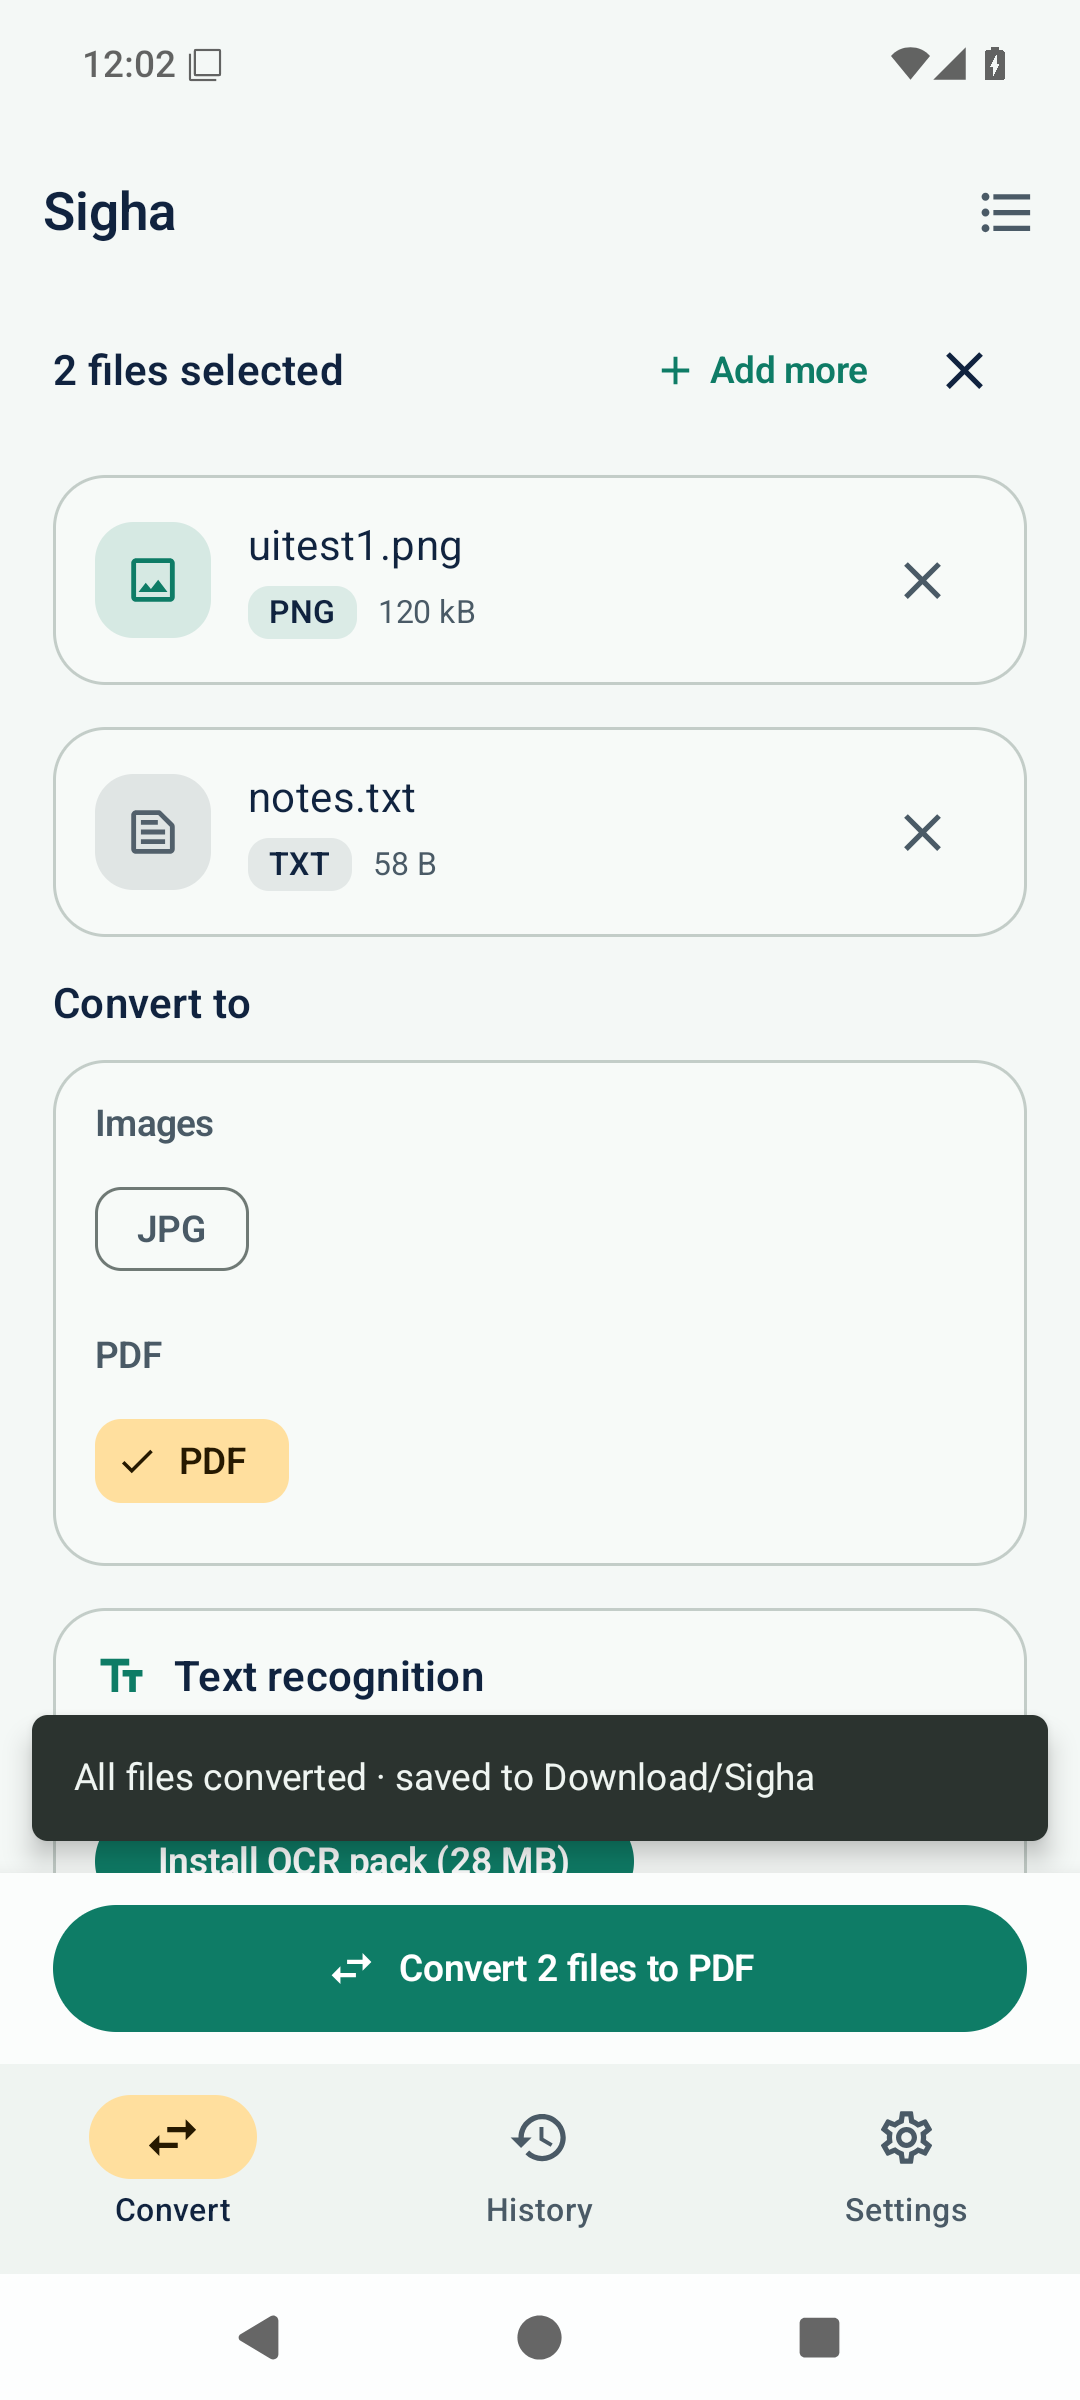 12:02
Sigha
2 files selected
Add more
uitest1.png
PNG 120 kB
notes.txt
TXT 58 B
Convert to
Images
JPG
PDF
PDF
Text recognition
All files converted · saved to Download/Sigha
Install OCR pack (28 MB)
Convert 2 files to PDF
Convert History Settings